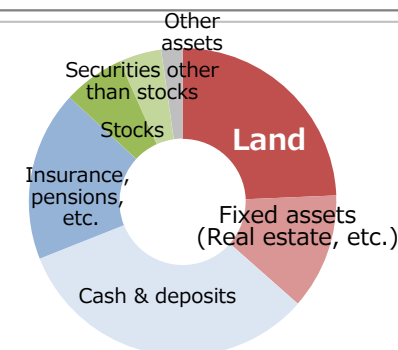 Other
assets
Securities other
than stocks
Stocks
Land
Insurance,
pensions,
etc.
Fixed assets
(Real estate, etc.)
Cash & deposits